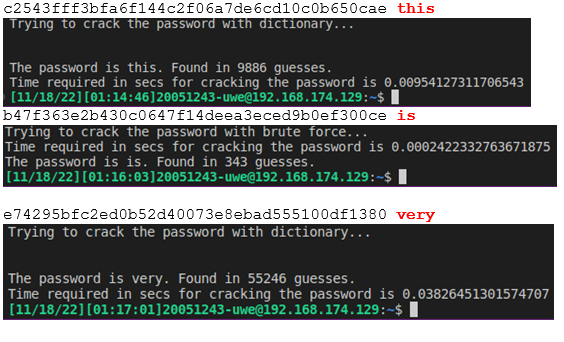 c2543fff3bfa6f144c2f06a7de6cd10c0b650cae this
Trying to crack the password with dictionary...
The password is this. Found in 9886 guesses.
Time required in secs for cracking the password is 0.00954127311706543
[11/18/22][01:14:46]20051243-uwe@192.168.174.129:~$
b47f363e2b430c0647f14deea3eced9b0ef300ce is
Trying to crack the password with brute force...
Time required in secs for cracking the password is 0.0002422332763671875
The password is is. Found in 343 guesses.
[11/18/22][01:16:03]20051243-uwe@192.168.174.129:~$
e74295bfc2ed0b52d40073e8ebad555100df1380 very
Trying to crack the password with dictionary...
The password is very. Found in 55246 guesses.
Time required in secs for cracking the password is 0.03826451301574707
[11/18/22][01:17:01]20051243-uwe@192.168.174.129:~$